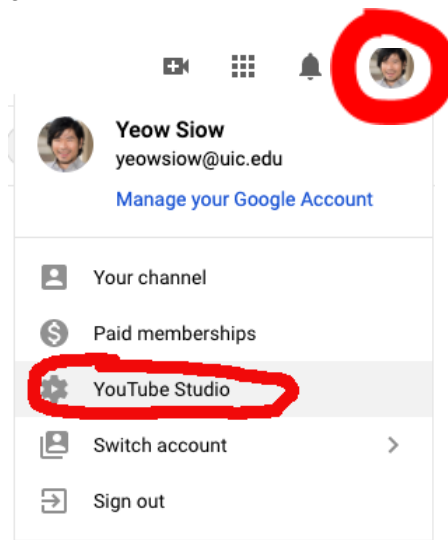 Yeow Siow
yeowsiow@uic.edu
Manage your Google Account
Your channel
Paid memberships
YouTube Studio
Switch account
Sign out